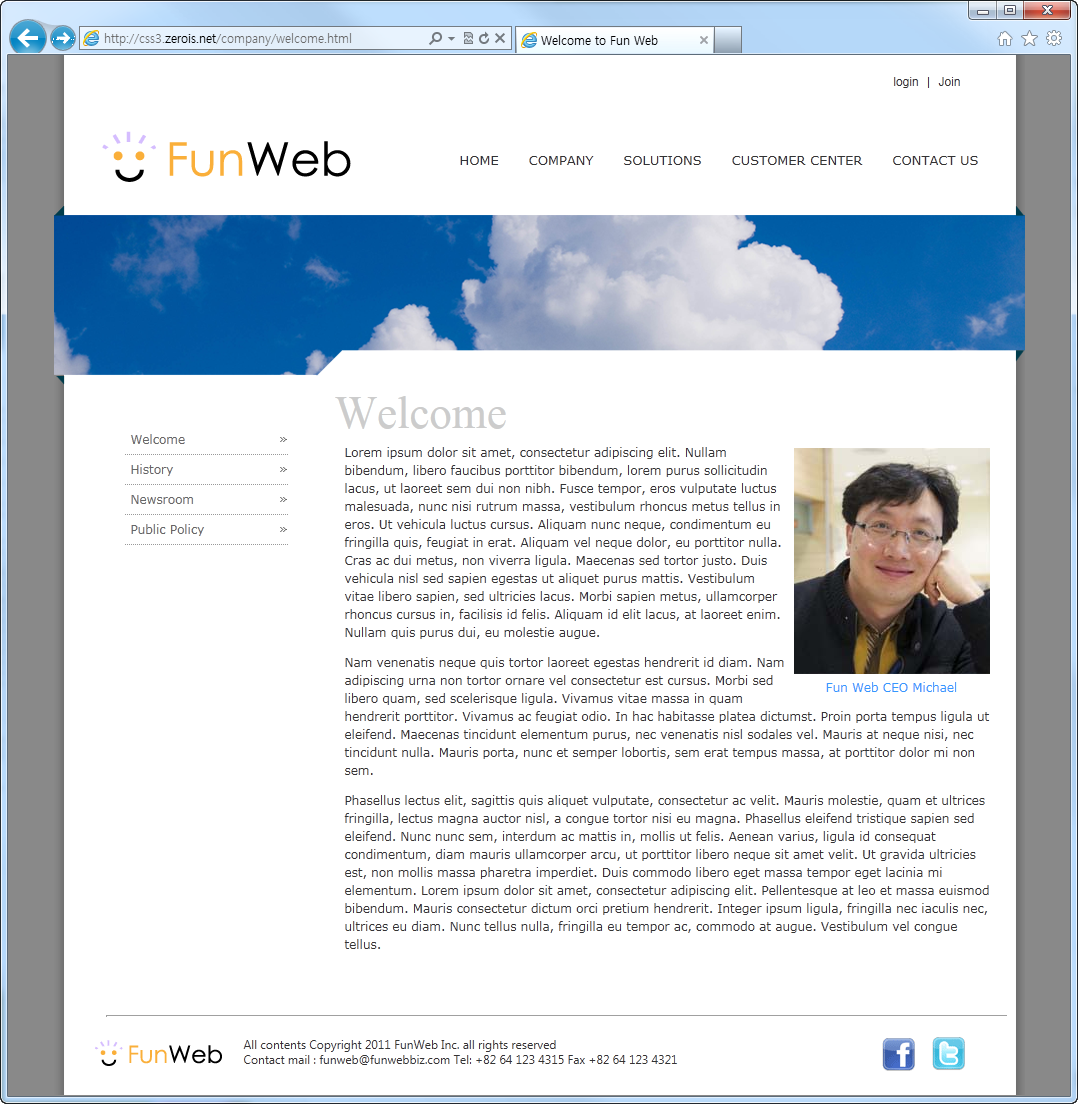 http://css3.zerois.net/company/welcome.html
Welcome to Fun Web
login | Join
FunWeb
HOME COMPANY SOLUTIONS CUSTOMER CENTER CONTACT US
Welcome
Welcome »
History »
Newsroom »
Public Policy »
Lorem ipsum dolor sit amet, consectetur adipiscing elit. Nullam
bibendum, libero faucibus porttitor bibendum, lorem purus sollicitudin
lacus, ut laoreet sem dui non nibh. Fusce tempor, eros vulputate luctus
malesuada, nunc nisi rutrum massa, vestibulum rhoncus metus tellus in
eros. Ut vehicula luctus cursus. Aliquam nunc neque, condimentum eu
fringilla quis, feugiat in erat. Aliquam vel neque dolor, eu porttitor nulla.
Cras ac dui metus, non viverra ligula. Maecenas sed tortor justo. Duis
vehicula nisl sed sapien egestas ut aliquet purus mattis. Vestibulum
vitae libero sapien, sed ultricies lacus. Morbi sapien metus, ullamcorper
rhoncus cursus in, facilisis id felis. Aliquam id elit lacus, at laoreet enim.
Nullam quis purus dui, eu molestie augue.
Fun Web CEO Michael
Nam venenatis neque quis tortor laoreet egestas hendrerit id diam. Nam
adipiscing urna non tortor ornare vel consectetur est cursus. Morbi sed
libero quam, sed scelerisque ligula. Vivamus vitae massa in quam
hendrerit porttitor. Vivamus ac feugiat odio. In hac habitasse platea dictumst. Proin porta tempus ligula ut
eleifend. Maecenas tincidunt elementum purus, nec venenatis nisl sodales vel. Mauris at neque nisi, nec
tincidunt nulla. Mauris porta, nunc et semper lobortis, sem erat tempus massa, at porttitor dolor mi non
sem.
Phasellus lectus elit, sagittis quis aliquet vulputate, consectetur ac velit. Mauris molestie, quam et ultrices
fringilla, lectus magna auctor nisl, a congue tortor nisi eu magna. Phasellus eleifend tristique sapien sed
eleifend. Nunc nunc sem, interdum ac mattis in, mollis ut felis. Aenean varius, ligula id consequat
condimentum, diam mauris ullamcorper arcu, ut porttitor libero neque sit amet velit. Ut gravida ultricies
est, non mollis massa pharetra imperdiet. Duis commodo libero eget massa tempor eget lacinia mi
elementum. Lorem ipsum dolor sit amet, consectetur adipiscing elit. Pellentesque at leo et massa euismod
bibendum. Mauris consectetur dictum orci pretium hendrerit. Integer ipsum ligula, fringilla nec iaculis nec,
ultrices eu diam. Nunc tellus nulla, fringilla eu tempor ac, commodo at augue. Vestibulum vel congue
tellus.
FunWeb
All contents Copyright 2011 FunWeb Inc. all rights reserved
Contact mail : funweb@funwebbiz.com Tel: +82 64 123 4315 Fax +82 64 123 4321
f t